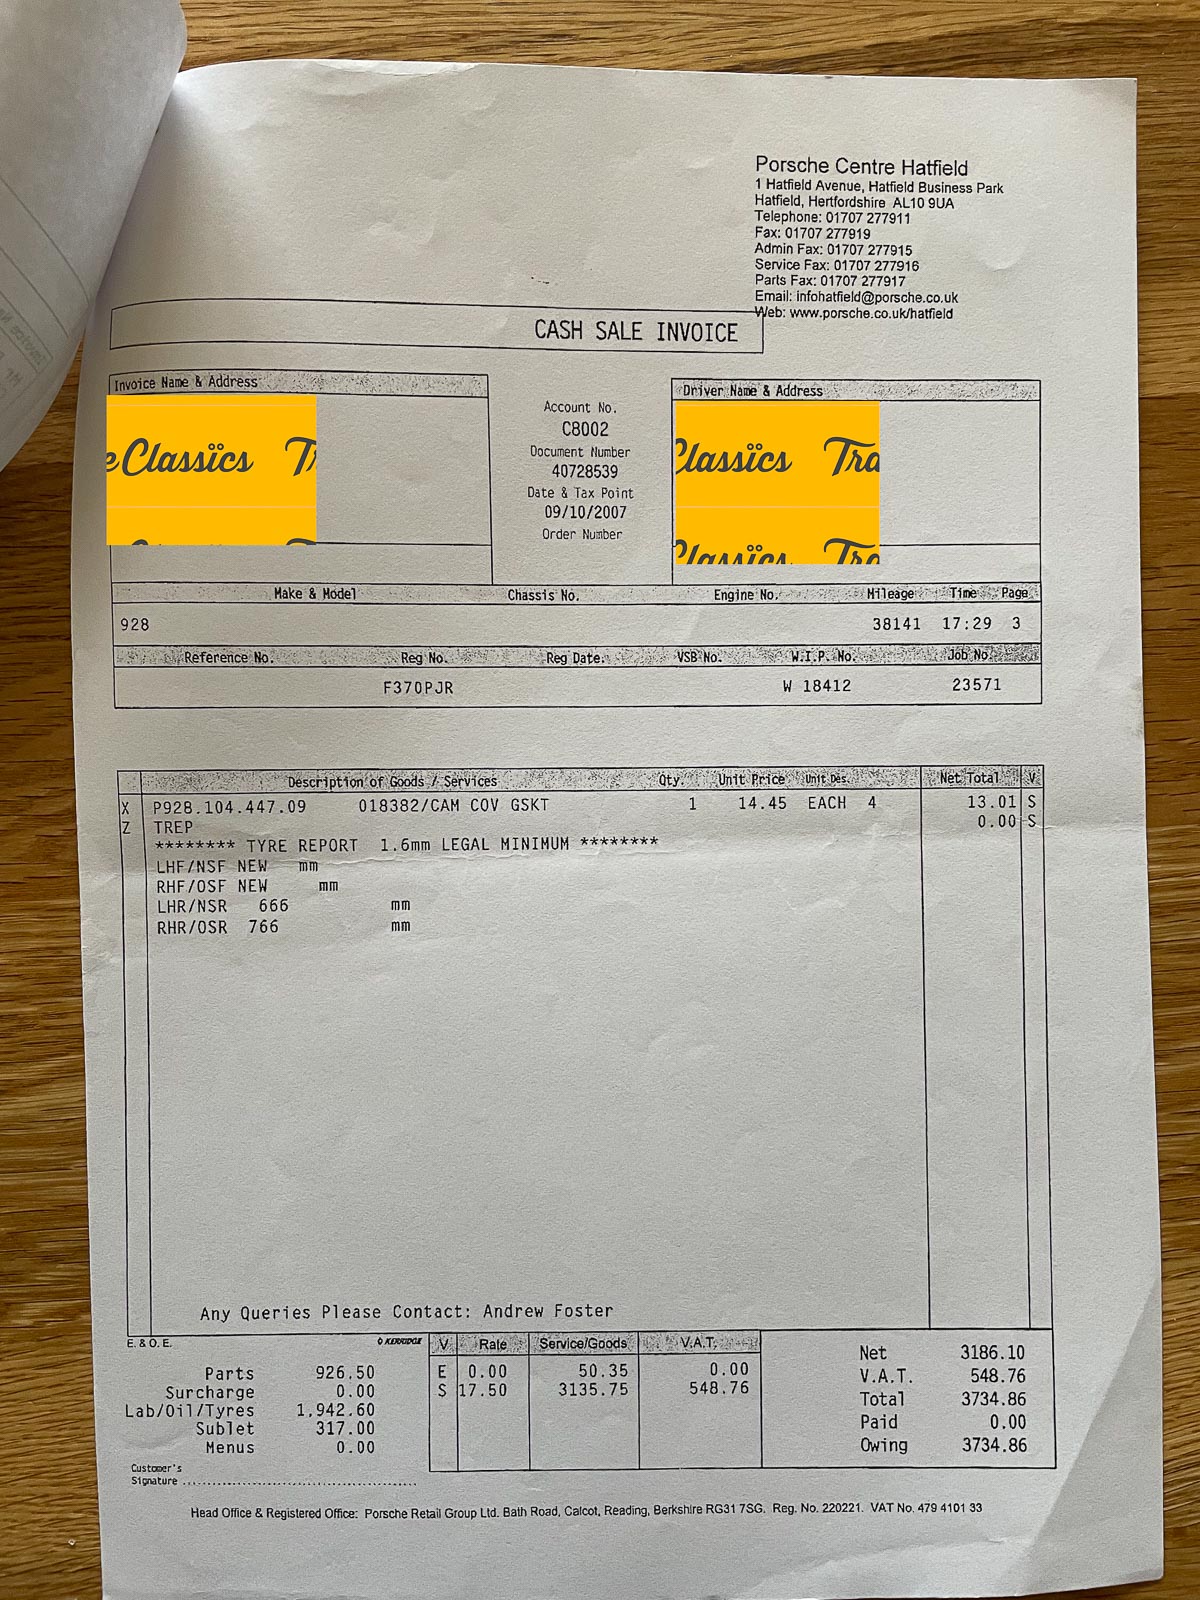 Porsche Centre Hatfield
1 Hatfield Avenue, Hatfield Business Park
Hatfield, Hertfordshire AL10 9UA
Telephone: 01707 277911
Fax: 01707 277919
Admin Fax: 01707 277915
Service Fax: 01707 277916
Parts Fax: 01707 277917
Email: infohatfield@porsche.co.uk
Web: www.porsche.co.uk/hatfield
CASH SALE INVOICE
Invoice Name & Address
Driver Name & Address
e Classics Tr
Classics Tra
Classics Tra
Account No.
C8002
Document Number
40728539
Date & Tax Point
09/10/2007
Order Number
Make & Model Chassis No. Engine No. Mileage Time Page
928 38141 17:29 3
Reference No. Reg No. Reg Date. VSB No. W.I.P. No. Job No.
F370PJR W 18412 23571
Description of Goods / Services Qty. Unit Price Unit Des. Net Total V
X P928.104.447.09 018382/CAM COV GSKT 1 14.45 EACH 4 13.01 S
Z TREP 0.00 S
******** TYRE REPORT 1.6mm LEGAL MINIMUM ********
LHF/NSF NEW mm
RHF/OSF NEW mm
LHR/NSR 666 mm
RHR/OSR 766 mm
Any Queries Please Contact: Andrew Foster
E. & O.E. KERRIDGE
Parts 926.50
Surcharge 0.00
Lab/Oil/Tyres 1,942.60
Sublet 317.00
Menus 0.00
V Rate Service/Goods V.A.T.
E 0.00 50.35 0.00
S 17.50 3135.75 548.76
Net 3186.10
V.A.T. 548.76
Total 3734.86
Paid 0.00
Owing 3734.86
Customer's
Signature ........................................
Head Office & Registered Office: Porsche Retail Group Ltd. Bath Road, Calcot, Reading, Berkshire RG31 7SG. Reg. No. 220221. VAT No. 479 4101 33